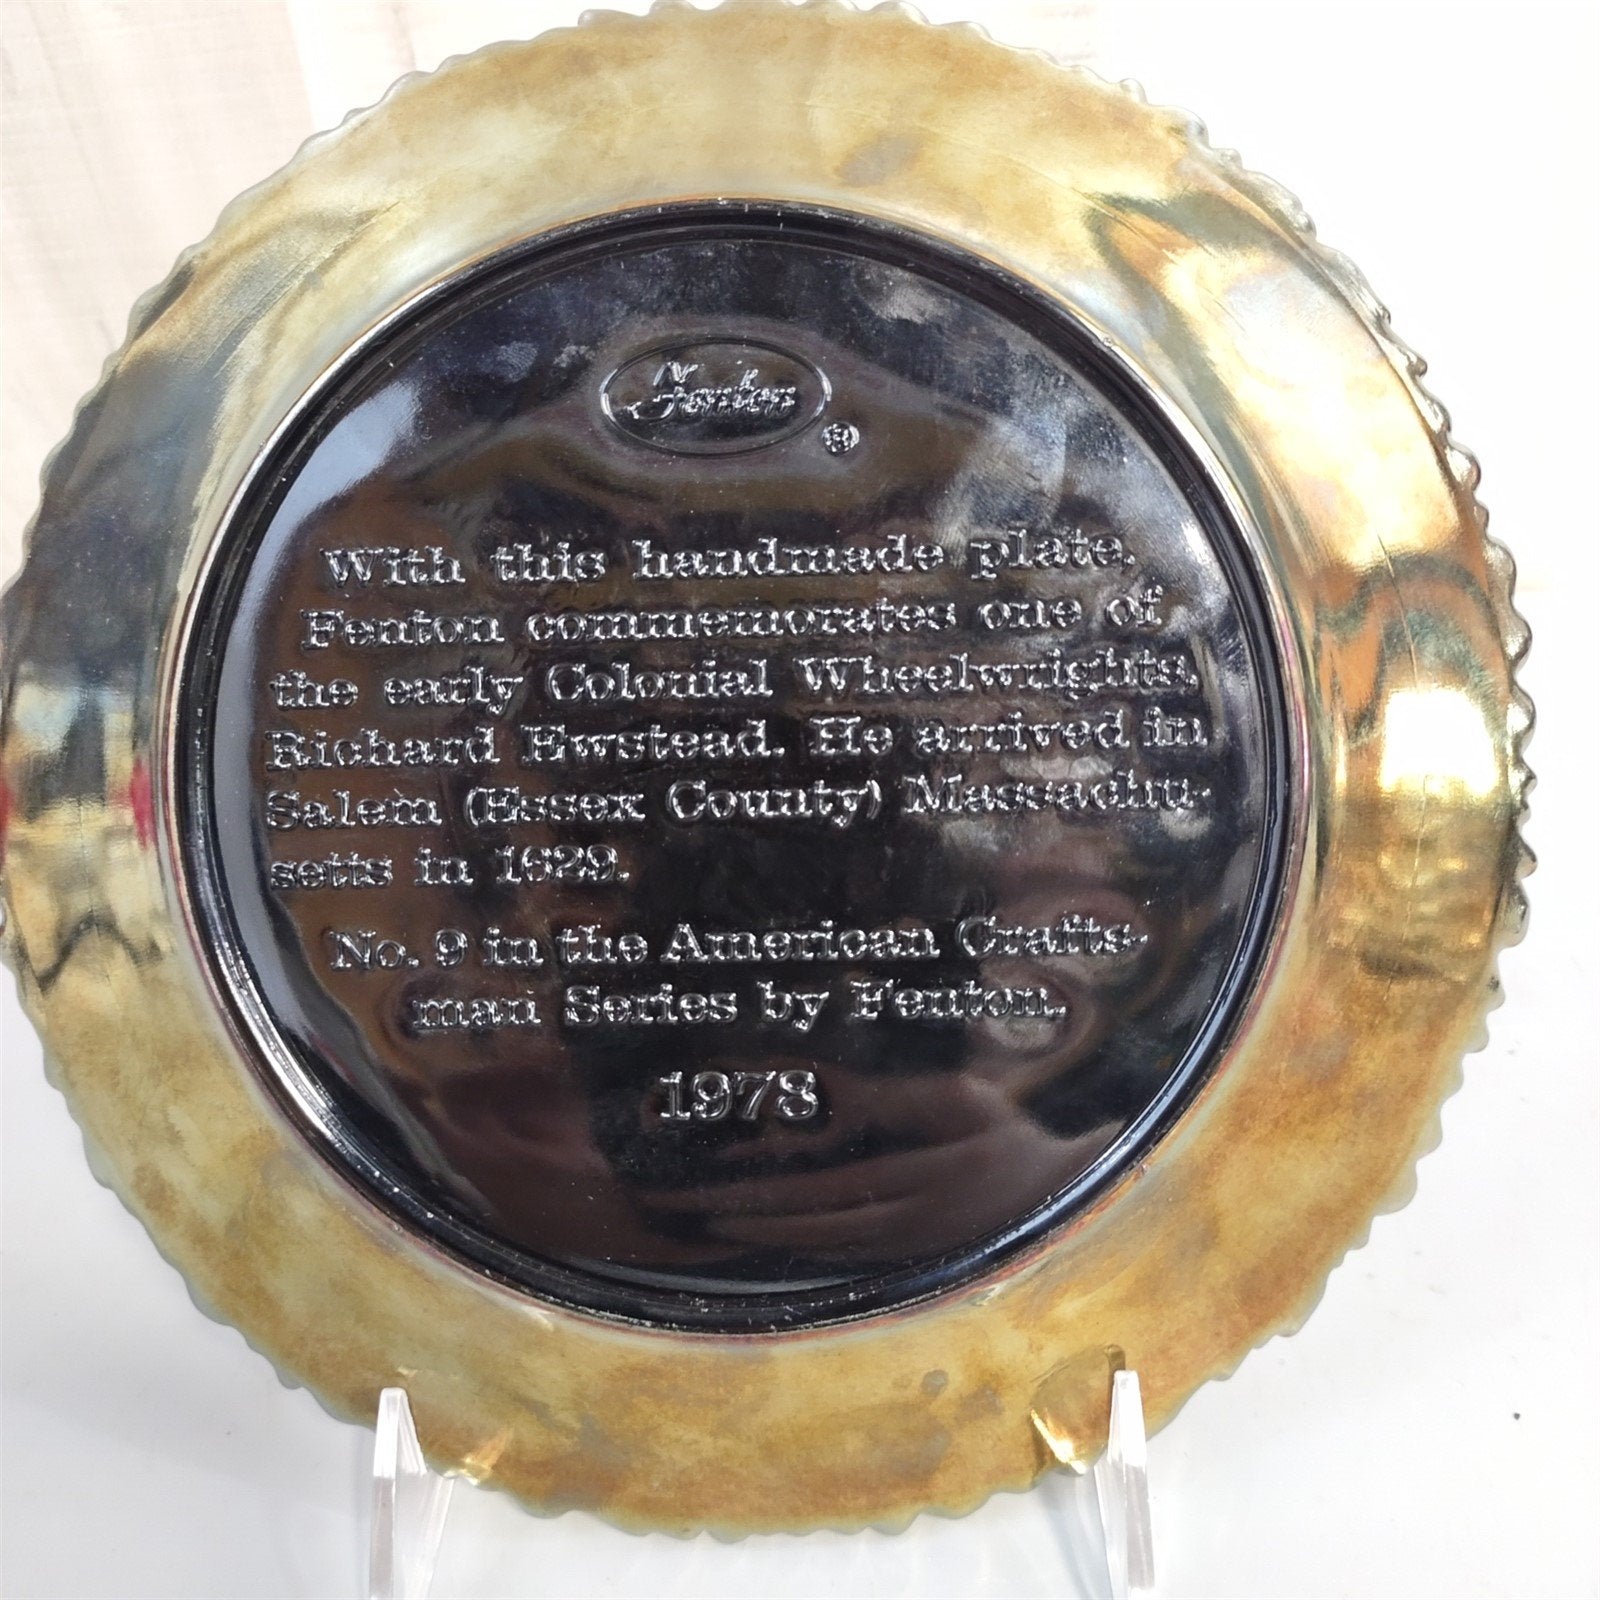 Fenton ®
With this handmade plate,
Fenton commemorates one of
the early Colonial Wheelwrights,
Richard Ewstead. He arrived in
Salem (Essex County) Massachu-
setts in 1629.
No. 9 in the American Crafts-
man Series by Fenton.
1978